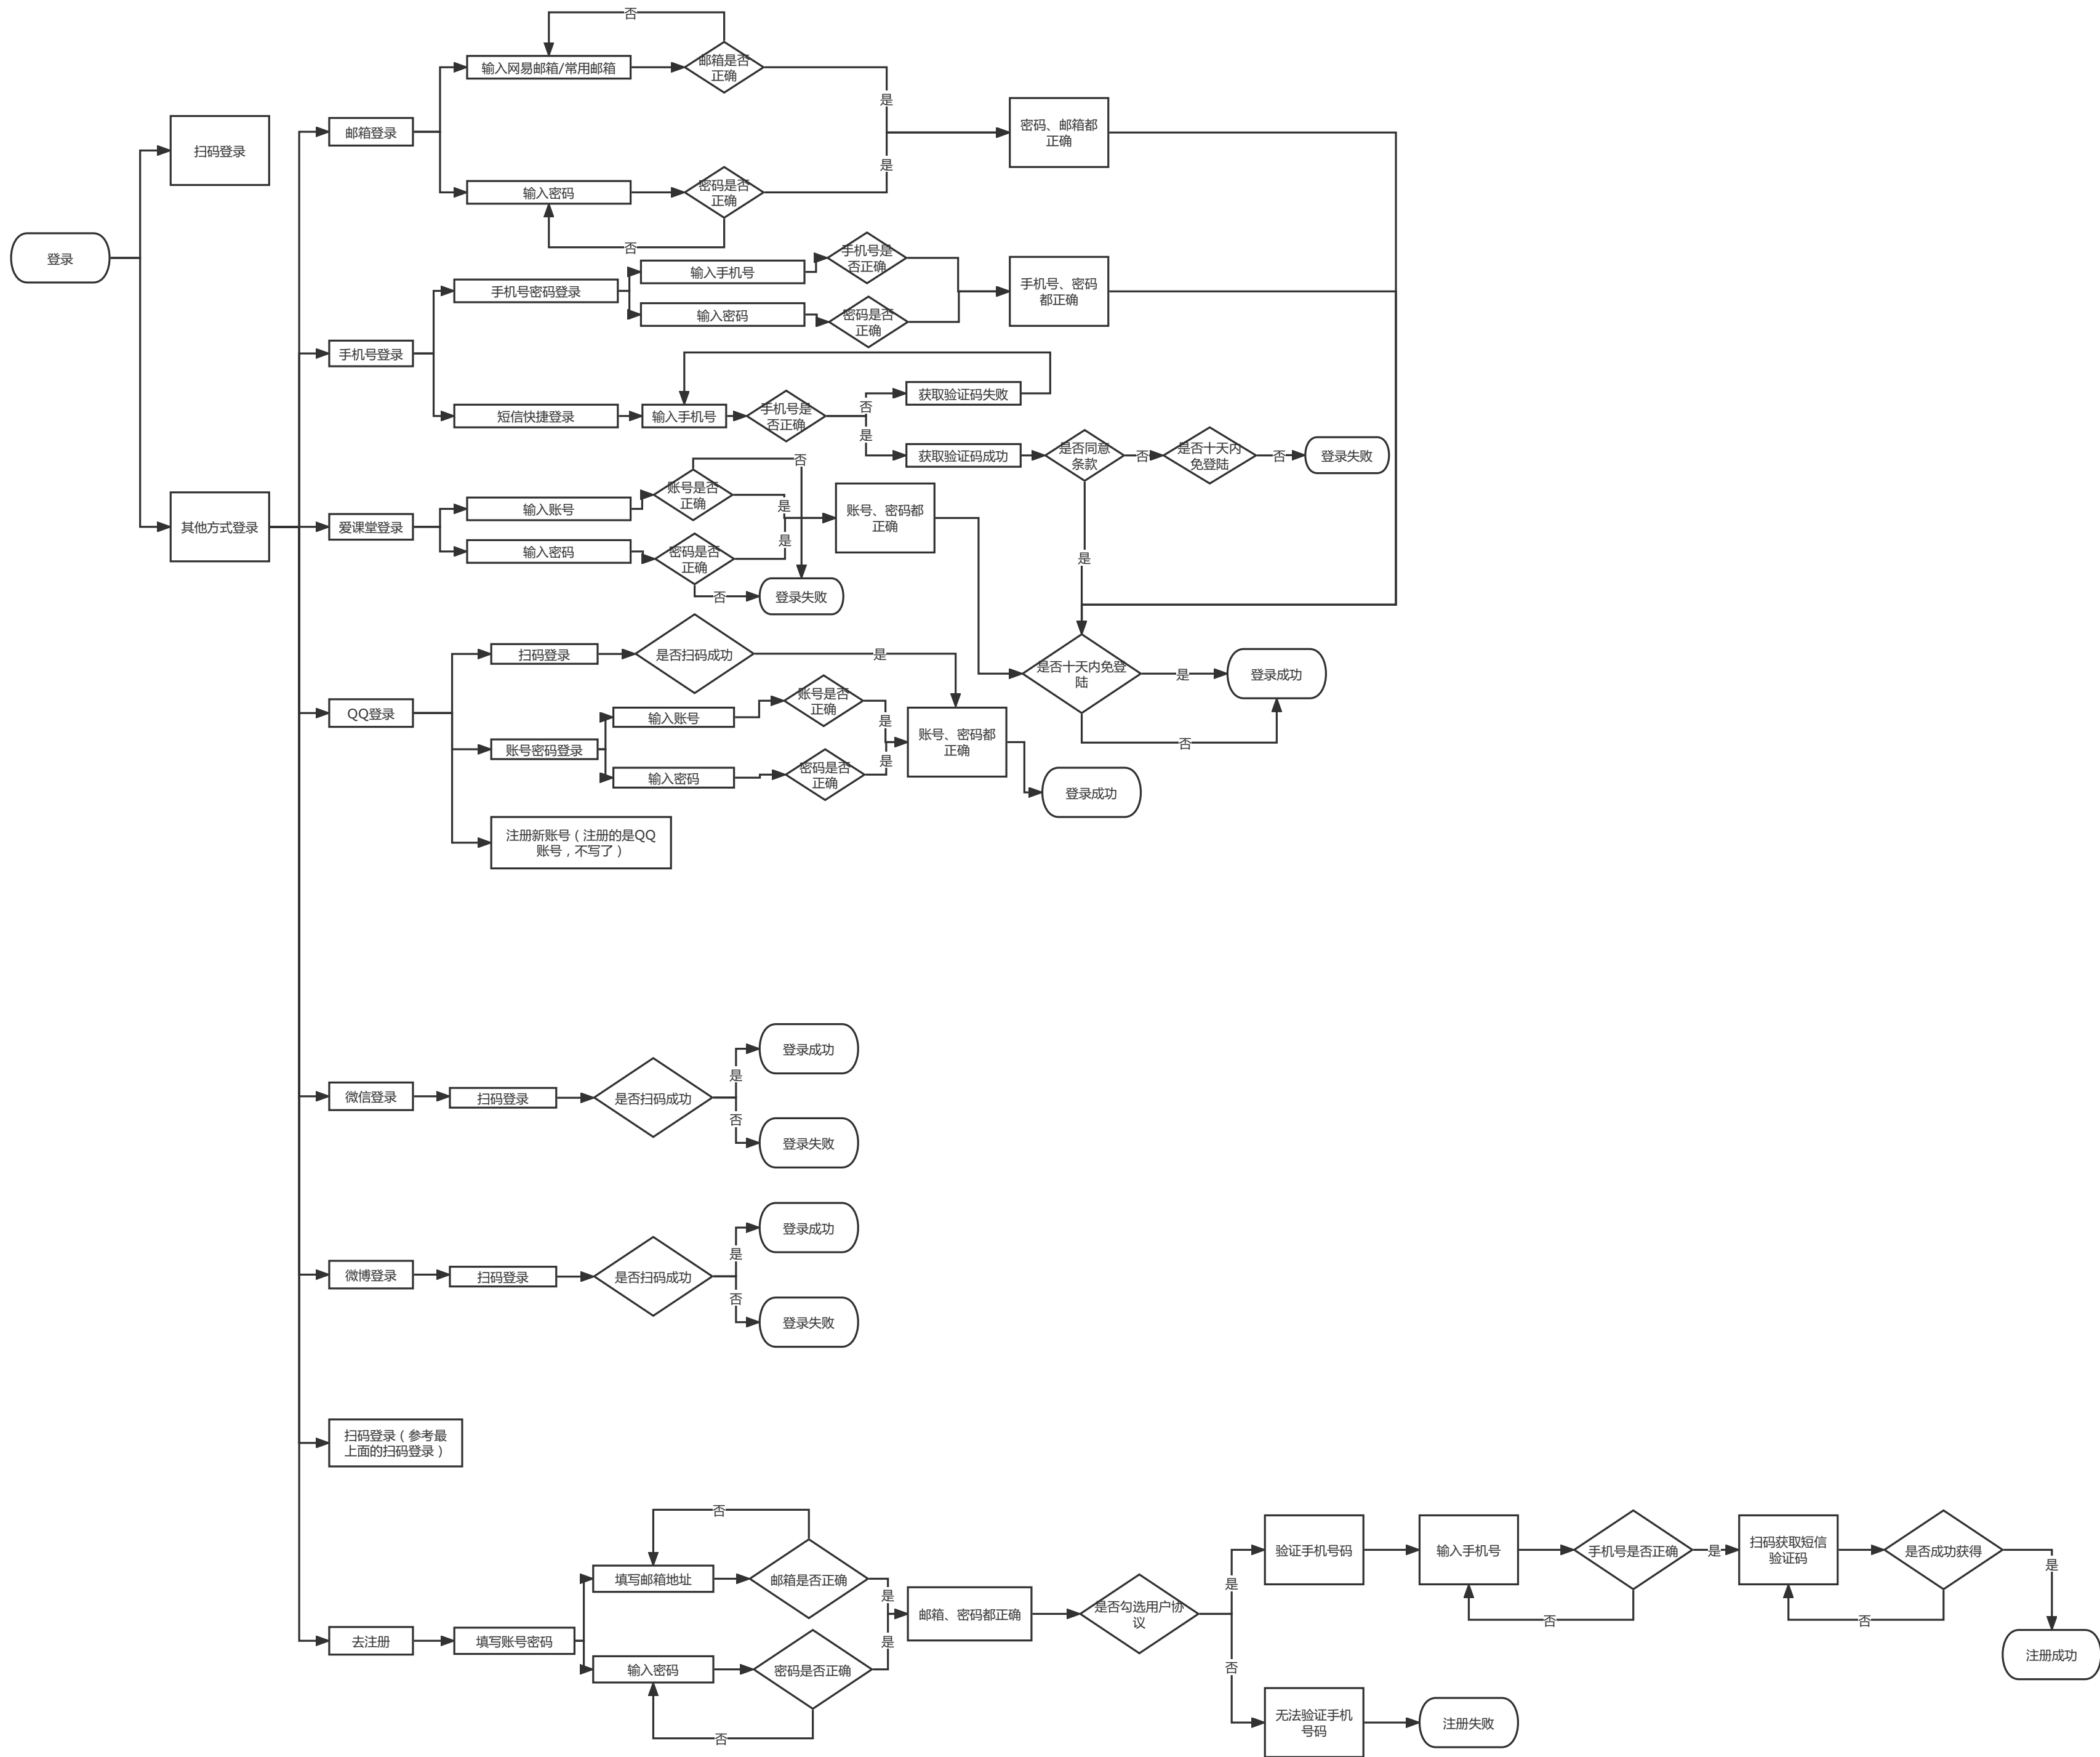 登录
扫码登录
其他方式登录
邮箱登录
否
输入网易邮箱/常用邮箱
邮箱是否
正确
是
输入密码
密码是否
正确
是
否
密码、邮箱都
正确
手机号登录
手机号密码登录
输入手机号
手机号是
否正确
输入密码
密码是否
正确
手机号、密码
都正确
短信快捷登录
输入手机号
手机号是
否正确
否
获取验证码失败
是
获取验证码成功
是否同意
条款
否
是否十天内
免登陆
否
登录失败
是
爱课堂登录
输入账号
账号是否
正确
否
是
输入密码
密码是否
正确
是
否
登录失败
账号、密码都
正确
是否十天内免登
陆
是
登录成功
否
QQ登录
扫码登录
是否扫码成功
是
账号密码登录
输入账号
账号是否
正确
是
输入密码
密码是否
正确
是
账号、密码都
正确
登录成功
注册新账号（注册的是QQ
账号，不写了）
微信登录
扫码登录
是否扫码成功
是
登录成功
否
登录失败
微博登录
扫码登录
是否扫码成功
是
登录成功
否
登录失败
扫码登录（参考最
上面的扫码登录）
去注册
填写账号密码
否
填写邮箱地址
邮箱是否正确
是
输入密码
密码是否正确
是
否
邮箱、密码都正确
是否勾选用户协
议
是
验证手机号码
输入手机号
手机号是否正确
否
是
扫码获取短信
验证码
是否成功获得
否
是
注册成功
否
无法验证手机
号码
注册失败